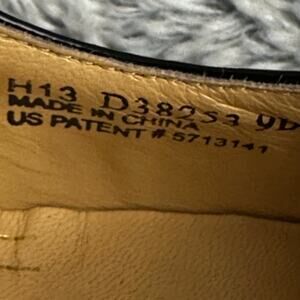 H13 D38253 9D
MADE IN CHINA
US PATENT # 5713141